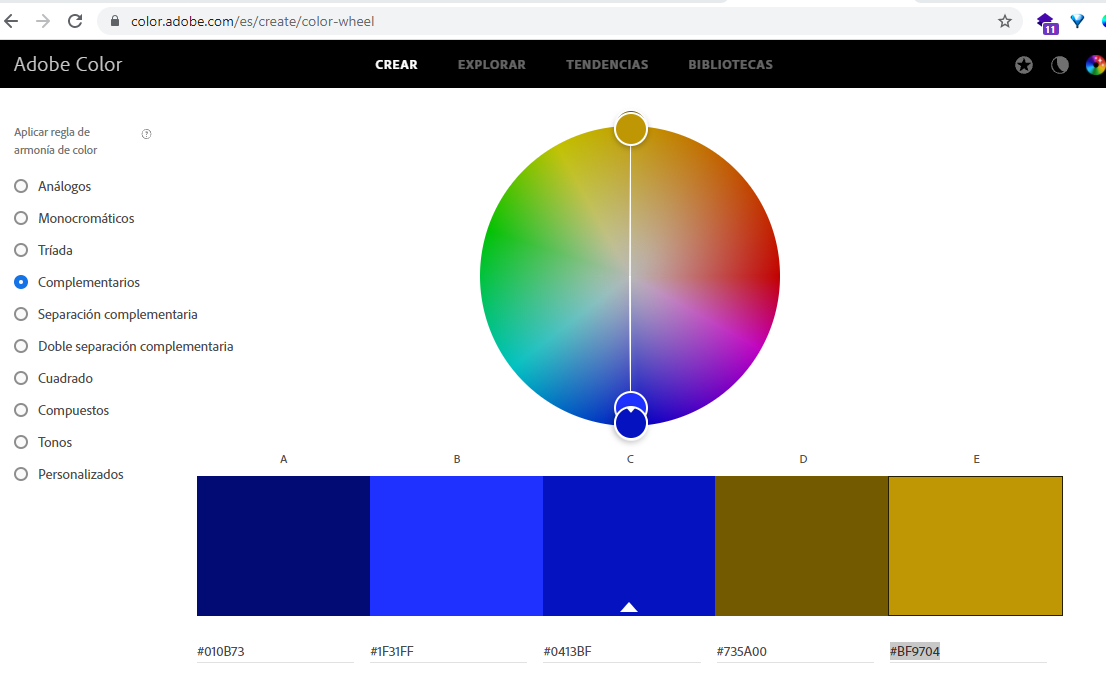 color.adobe.com/es/create/color-wheel
11
Adobe Color
CREAR EXPLORAR TENDENCIAS BIBLIOTECAS
Aplicar regla de
armonía de color
?
Análogos
Monocromáticos
Tríada
Complementarios
Separación complementaria
Doble separación complementaria
Cuadrado
Compuestos
Tonos
Personalizados
A B C D E
#010B73 #1F31FF #0413BF #735A00 #BF9704